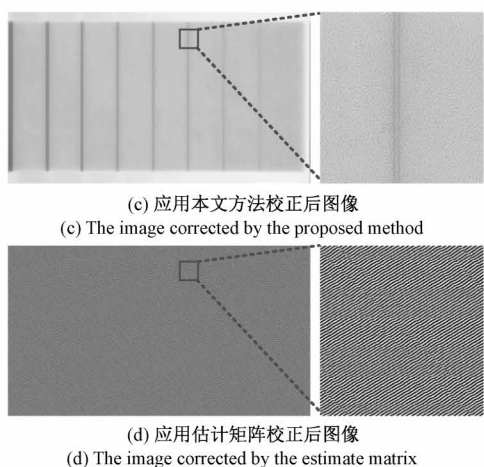 (c) 应用本文方法校正后图像
(c) The image corrected by the proposed method
(d) 应用估计矩阵校正后图像
(d) The image corrected by the estimate matrix